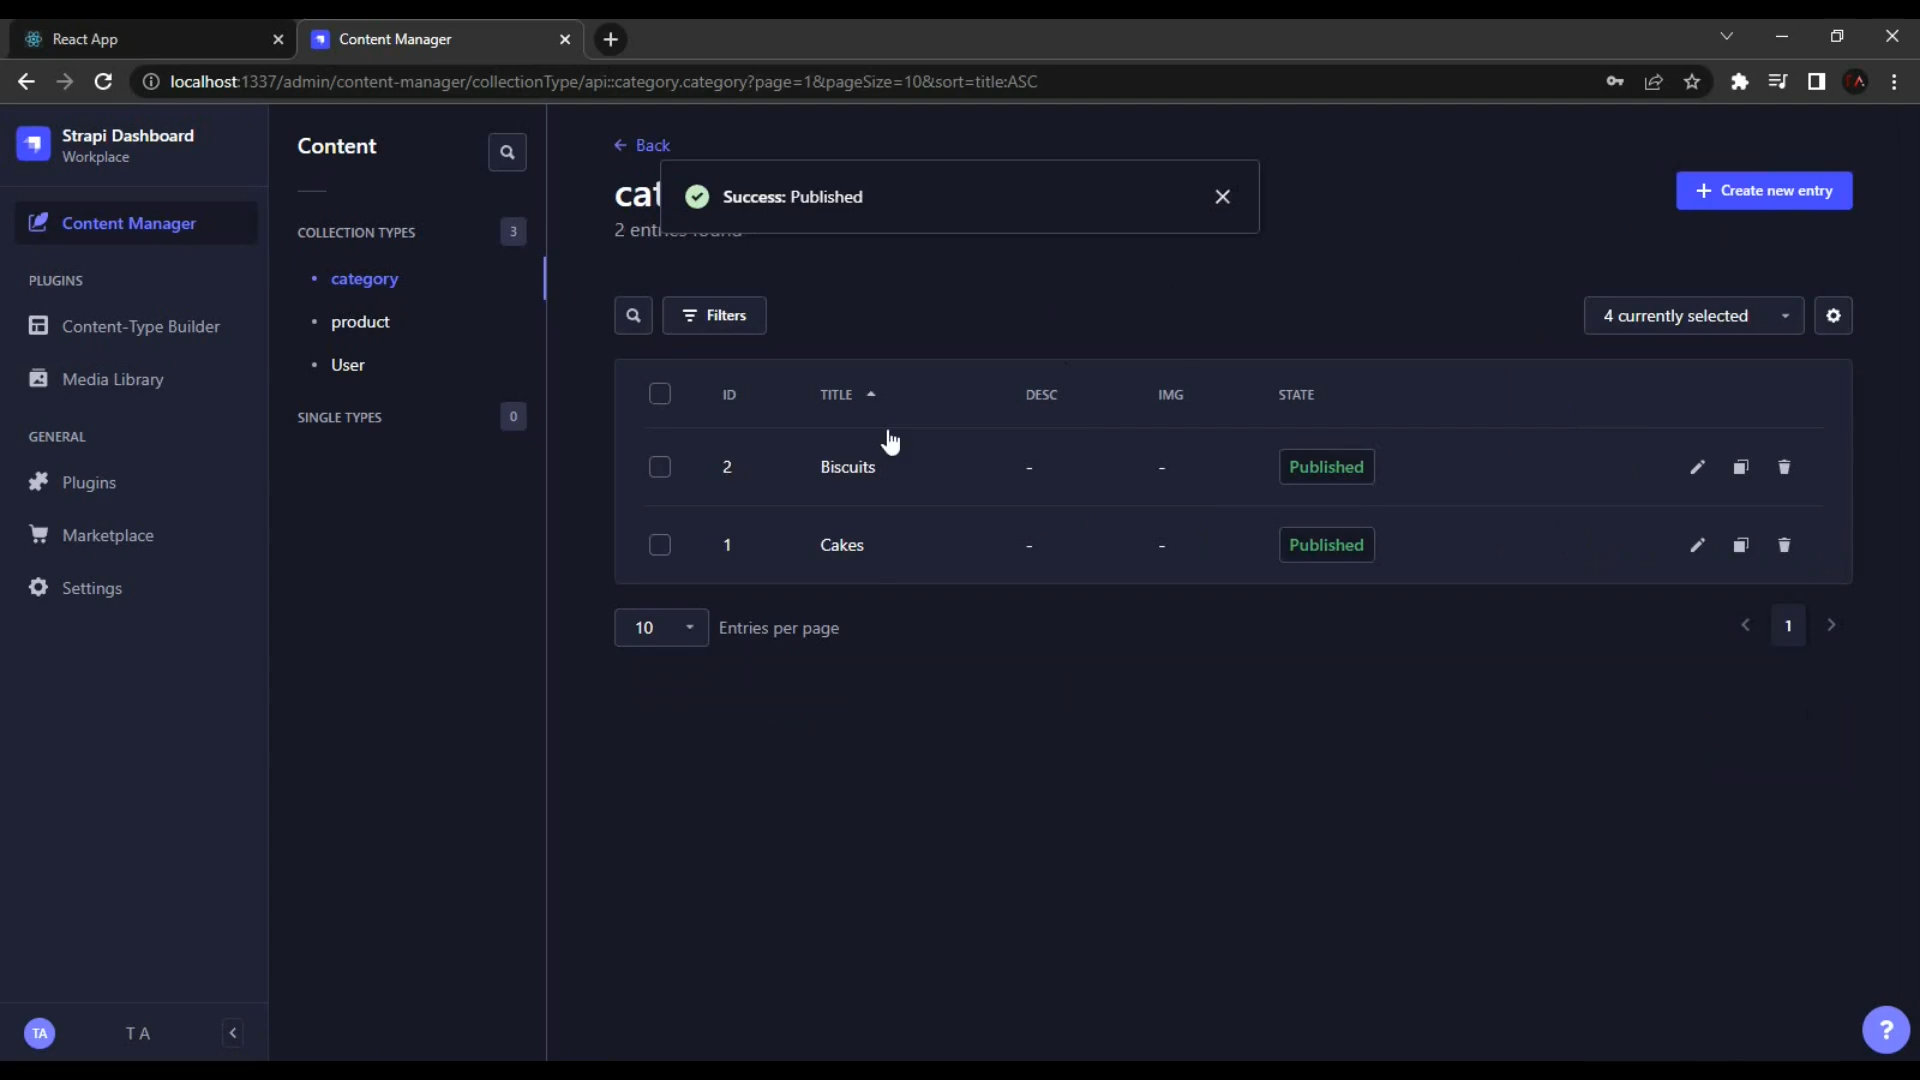 React App
Content Manager
localhost:1337/admin/content-manager/collectionType/api::category.category?page=1&pageSize=10&sort=title:ASC
Strapi Dashboard
Workplace
Content Manager
PLUGINS
Content-Type Builder
Media Library
GENERAL
Plugins
Marketplace
Settings
TA
T A
Content
COLLECTION TYPES 3
category
product
User
SINGLE TYPES 0
Back
Success: Published
Create new entry
2
Filters
4 currently selected
ID TITLE DESC IMG STATE
2 Biscuits - - Published
1 Cakes - - Published
10 Entries per page
1
?